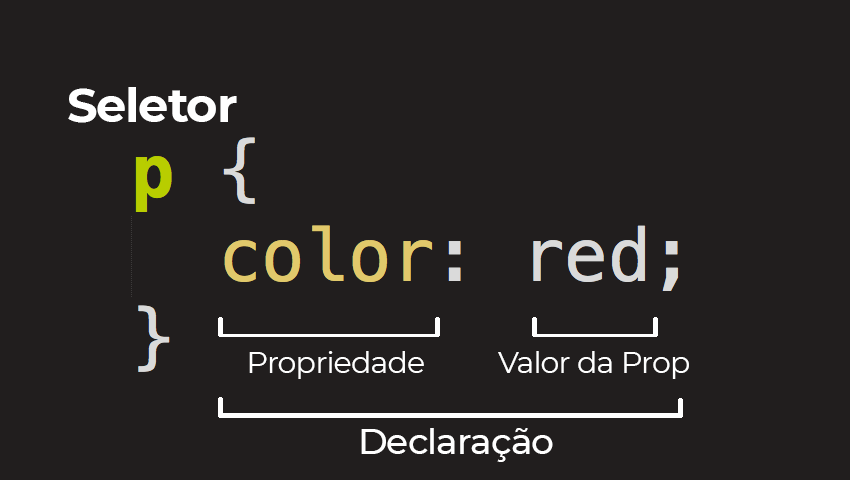 Seletor
p {
color: red;
}
Propriedade Valor da Prop
Declaração